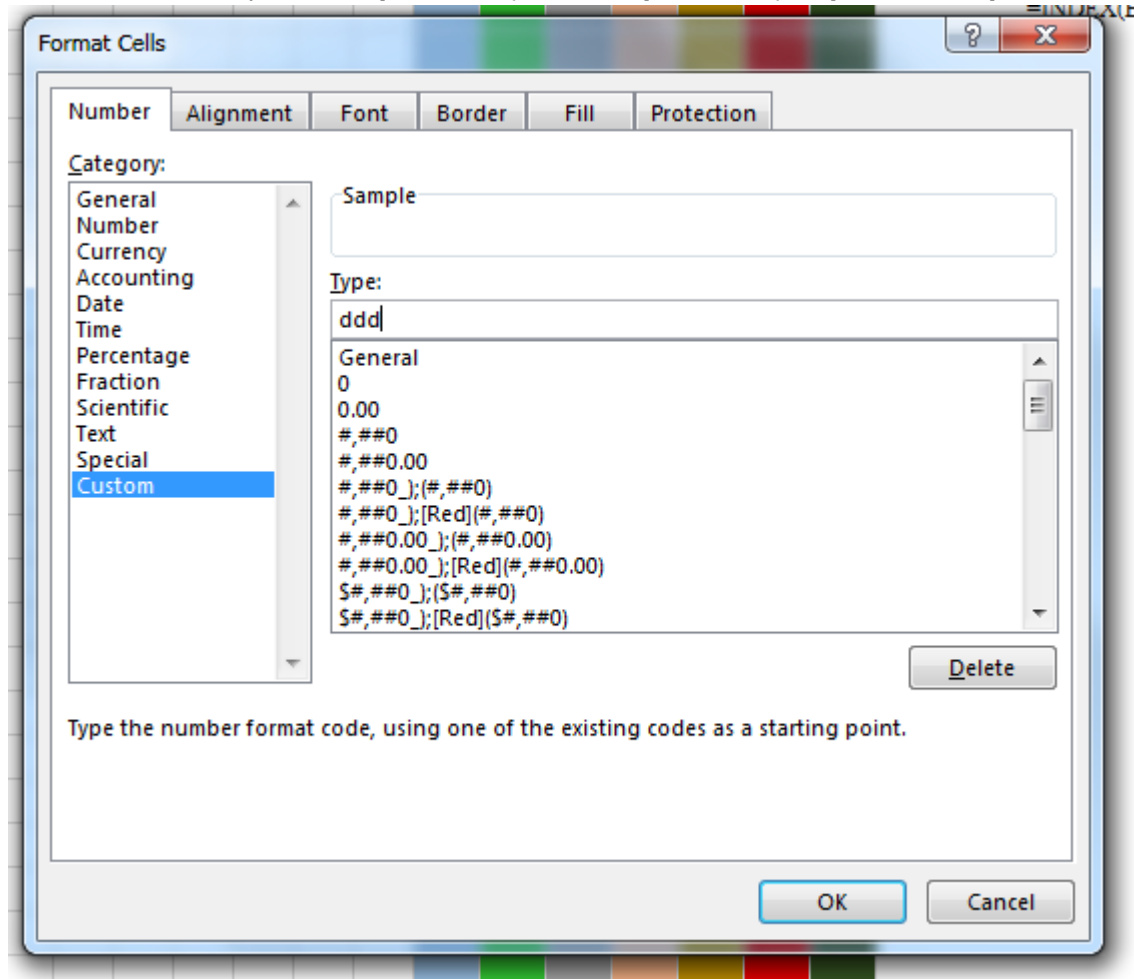 =INDEX(E
Format Cells
Number Alignment Font Border Fill Protection
Category:
General
Number
Currency
Accounting
Date
Time
Percentage
Fraction
Scientific
Text
Special
Custom
Sample
Type:
ddd
General
0
0.00
#,##0
#,##0.00
#,##0_);(#,##0)
#,##0_);[Red](#,##0)
#,##0.00_);(#,##0.00)
#,##0.00_);[Red](#,##0.00)
$#,##0_);($#,##0)
$#,##0_);[Red]($#,##0)
Delete
Type the number format code, using one of the existing codes as a starting point.
OK Cancel